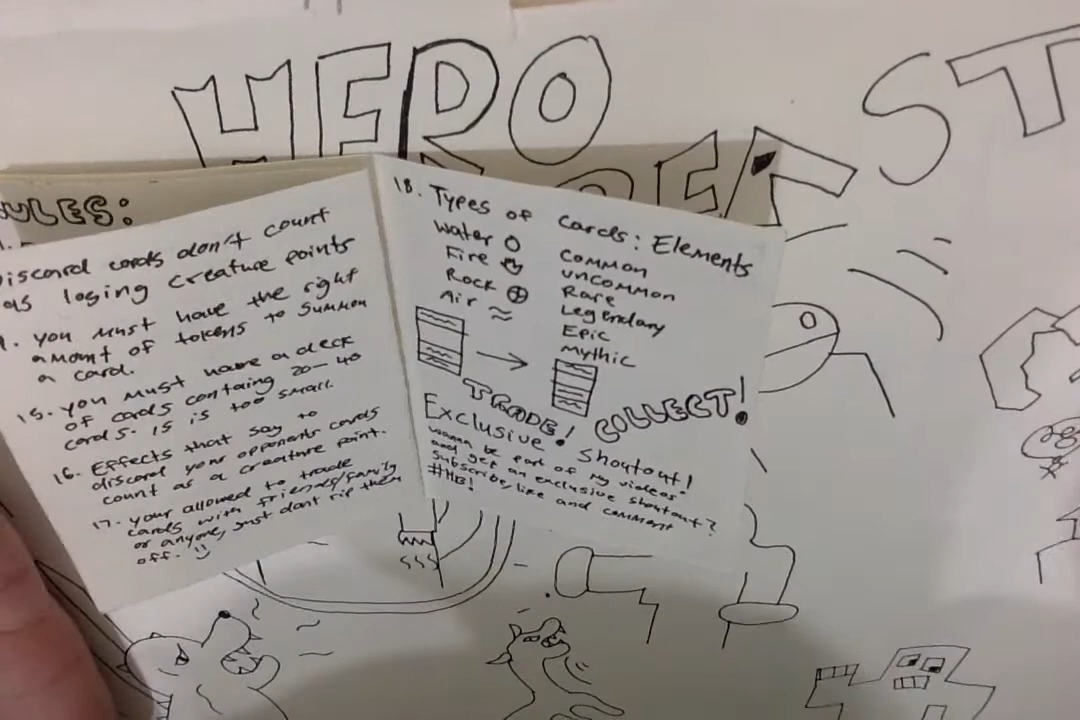 HERO
ST
RULES:
Discard cards don't count
as losing creature points
you must have the right
amount of tokens to summon
a card.
15. you must have a deck
of cards containg 20-40
cards. 15 is too small.
16. Effects that say to
discard your opponents cards
count as a creature point.
17. your allowed to trade
cards with friends/family
or anyone, just dont rip them
off.
18. Types of cards: Elements
Water
Fire
Rock
Air
Common
uncommon
Rare
Legendary
Epic
Mythic
TRADE!
COLLECT!
Exclusive shoutout!
wanna be part of my videos
and get an exclusive shoutout?
Subscribe, like and comment
#HB!